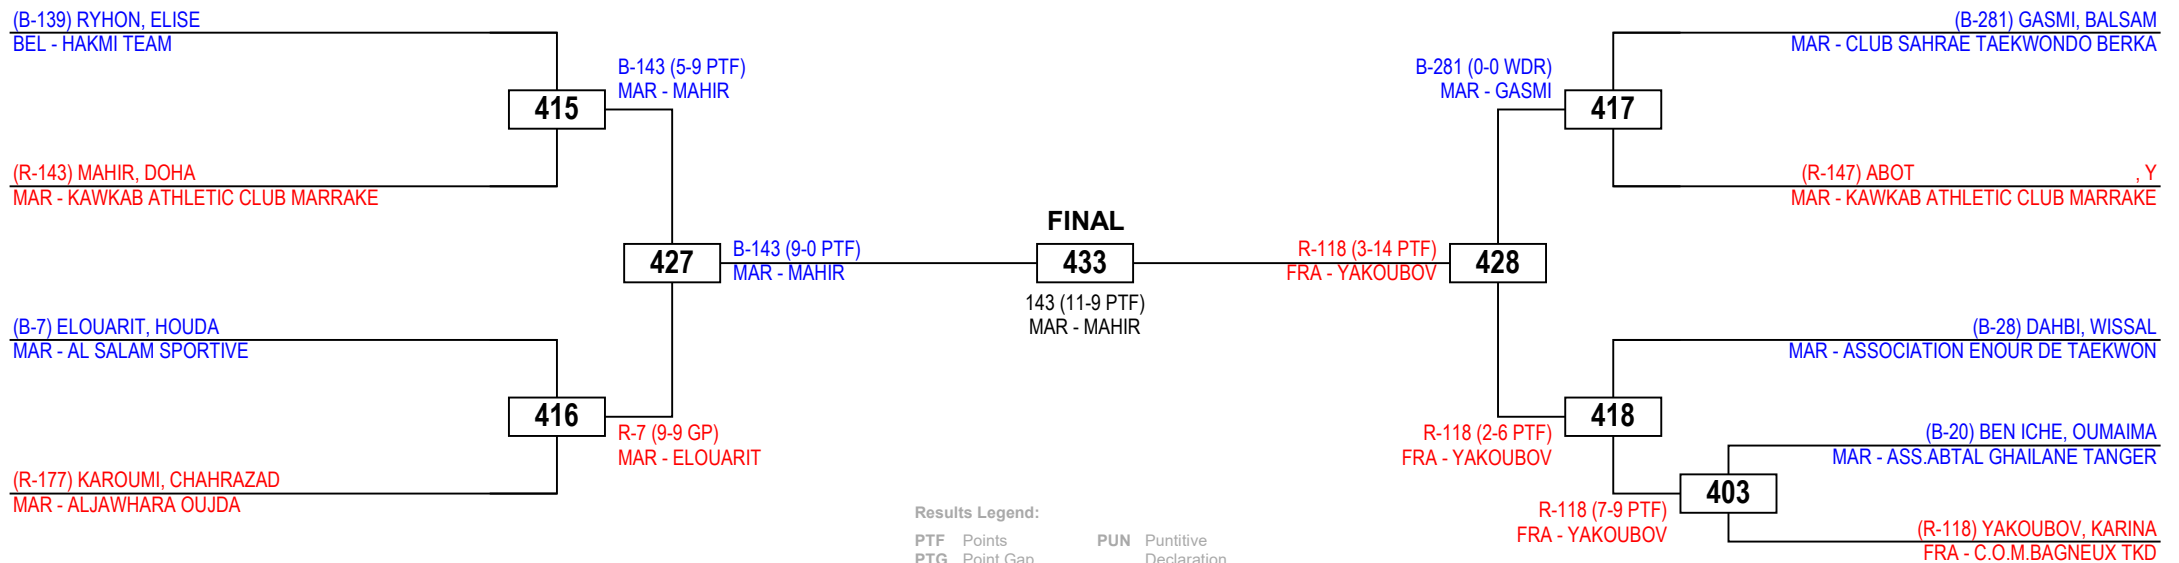 (B-139) RYHON, ELISE
BEL - HAKMI TEAM
B-143 (5-9 PTF)
MAR - MAHIR
415
(R-143) MAHIR, DOHA
MAR - KAWKAB ATHLETIC CLUB MARRAKE
427
B-143 (9-0 PTF)
MAR - MAHIR
(B-7) ELOUARIT, HOUDA
MAR - AL SALAM SPORTIVE
416
R-7 (9-9 GP)
MAR - ELOUARIT
(R-177) KAROUMI, CHAHRAZAD
MAR - ALJAWHARA OUJDA
FINAL
433
143 (11-9 PTF)
MAR - MAHIR
(B-281) GASMI, BALSAM
MAR - CLUB SAHRAE TAEKWONDO BERKA
B-281 (0-0 WDR)
MAR - GASMI
417
(R-147) ABOT , Y
MAR - KAWKAB ATHLETIC CLUB MARRAKE
R-118 (3-14 PTF)
FRA - YAKOUBOV
428
(B-28) DAHBI, WISSAL
MAR - ASSOCIATION ENOUR DE TAEKWON
418
R-118 (2-6 PTF)
FRA - YAKOUBOV
(B-20) BEN ICHE, OUMAIMA
MAR - ASS.ABTAL GHAILANE TANGER
403
R-118 (7-9 PTF)
FRA - YAKOUBOV
(R-118) YAKOUBOV, KARINA
FRA - C.O.M.BAGNEUX TKD
Results Legend:
PTF Points PUN Puntitive
PTG Point Gap Declaration